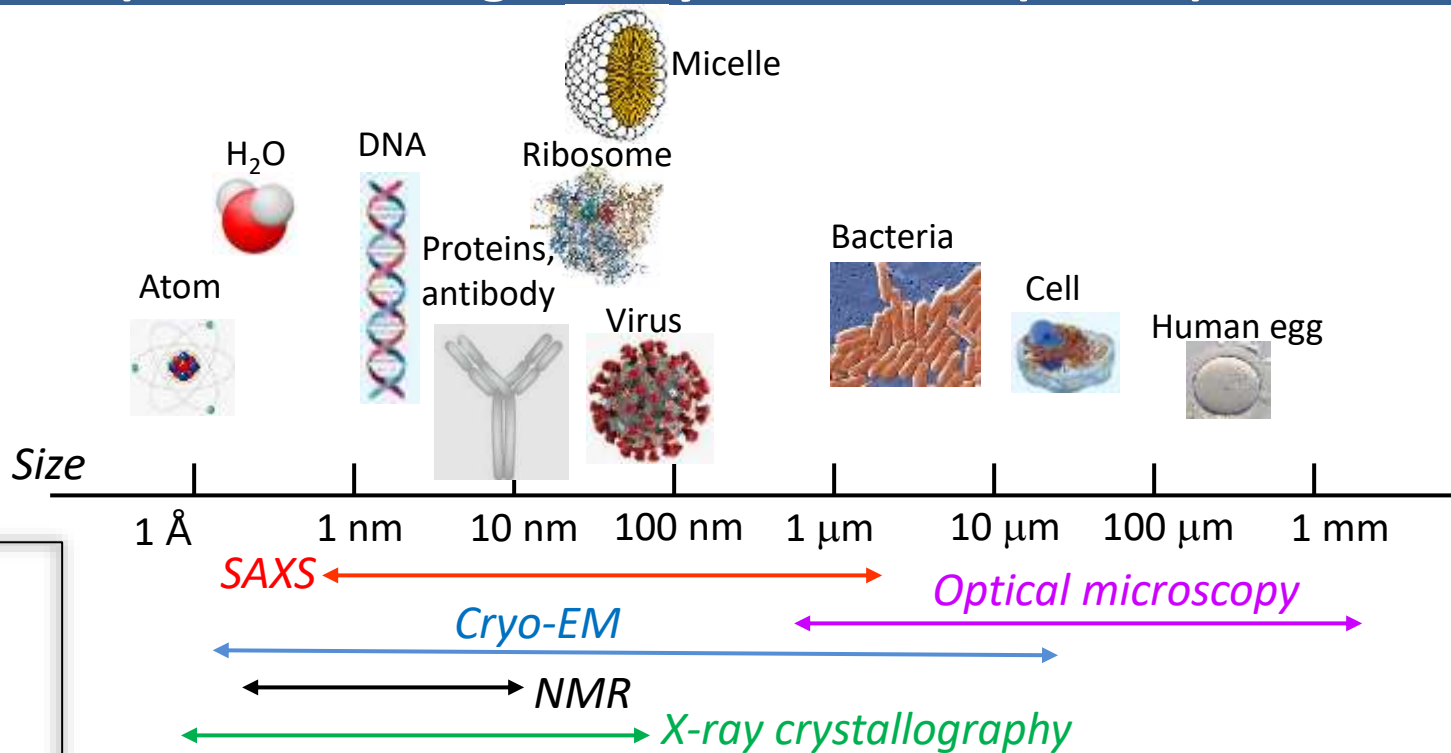 Micelle
H₂O
DNA
Ribosome
Proteins,
antibody
Bacteria
Atom
Cell
Virus
Human egg
Size
1 Å 1 nm 10 nm 100 nm 1 μm 10 μm 100 μm 1 mm
SAXS
Optical microscopy
Cryo-EM
NMR
X-ray crystallography